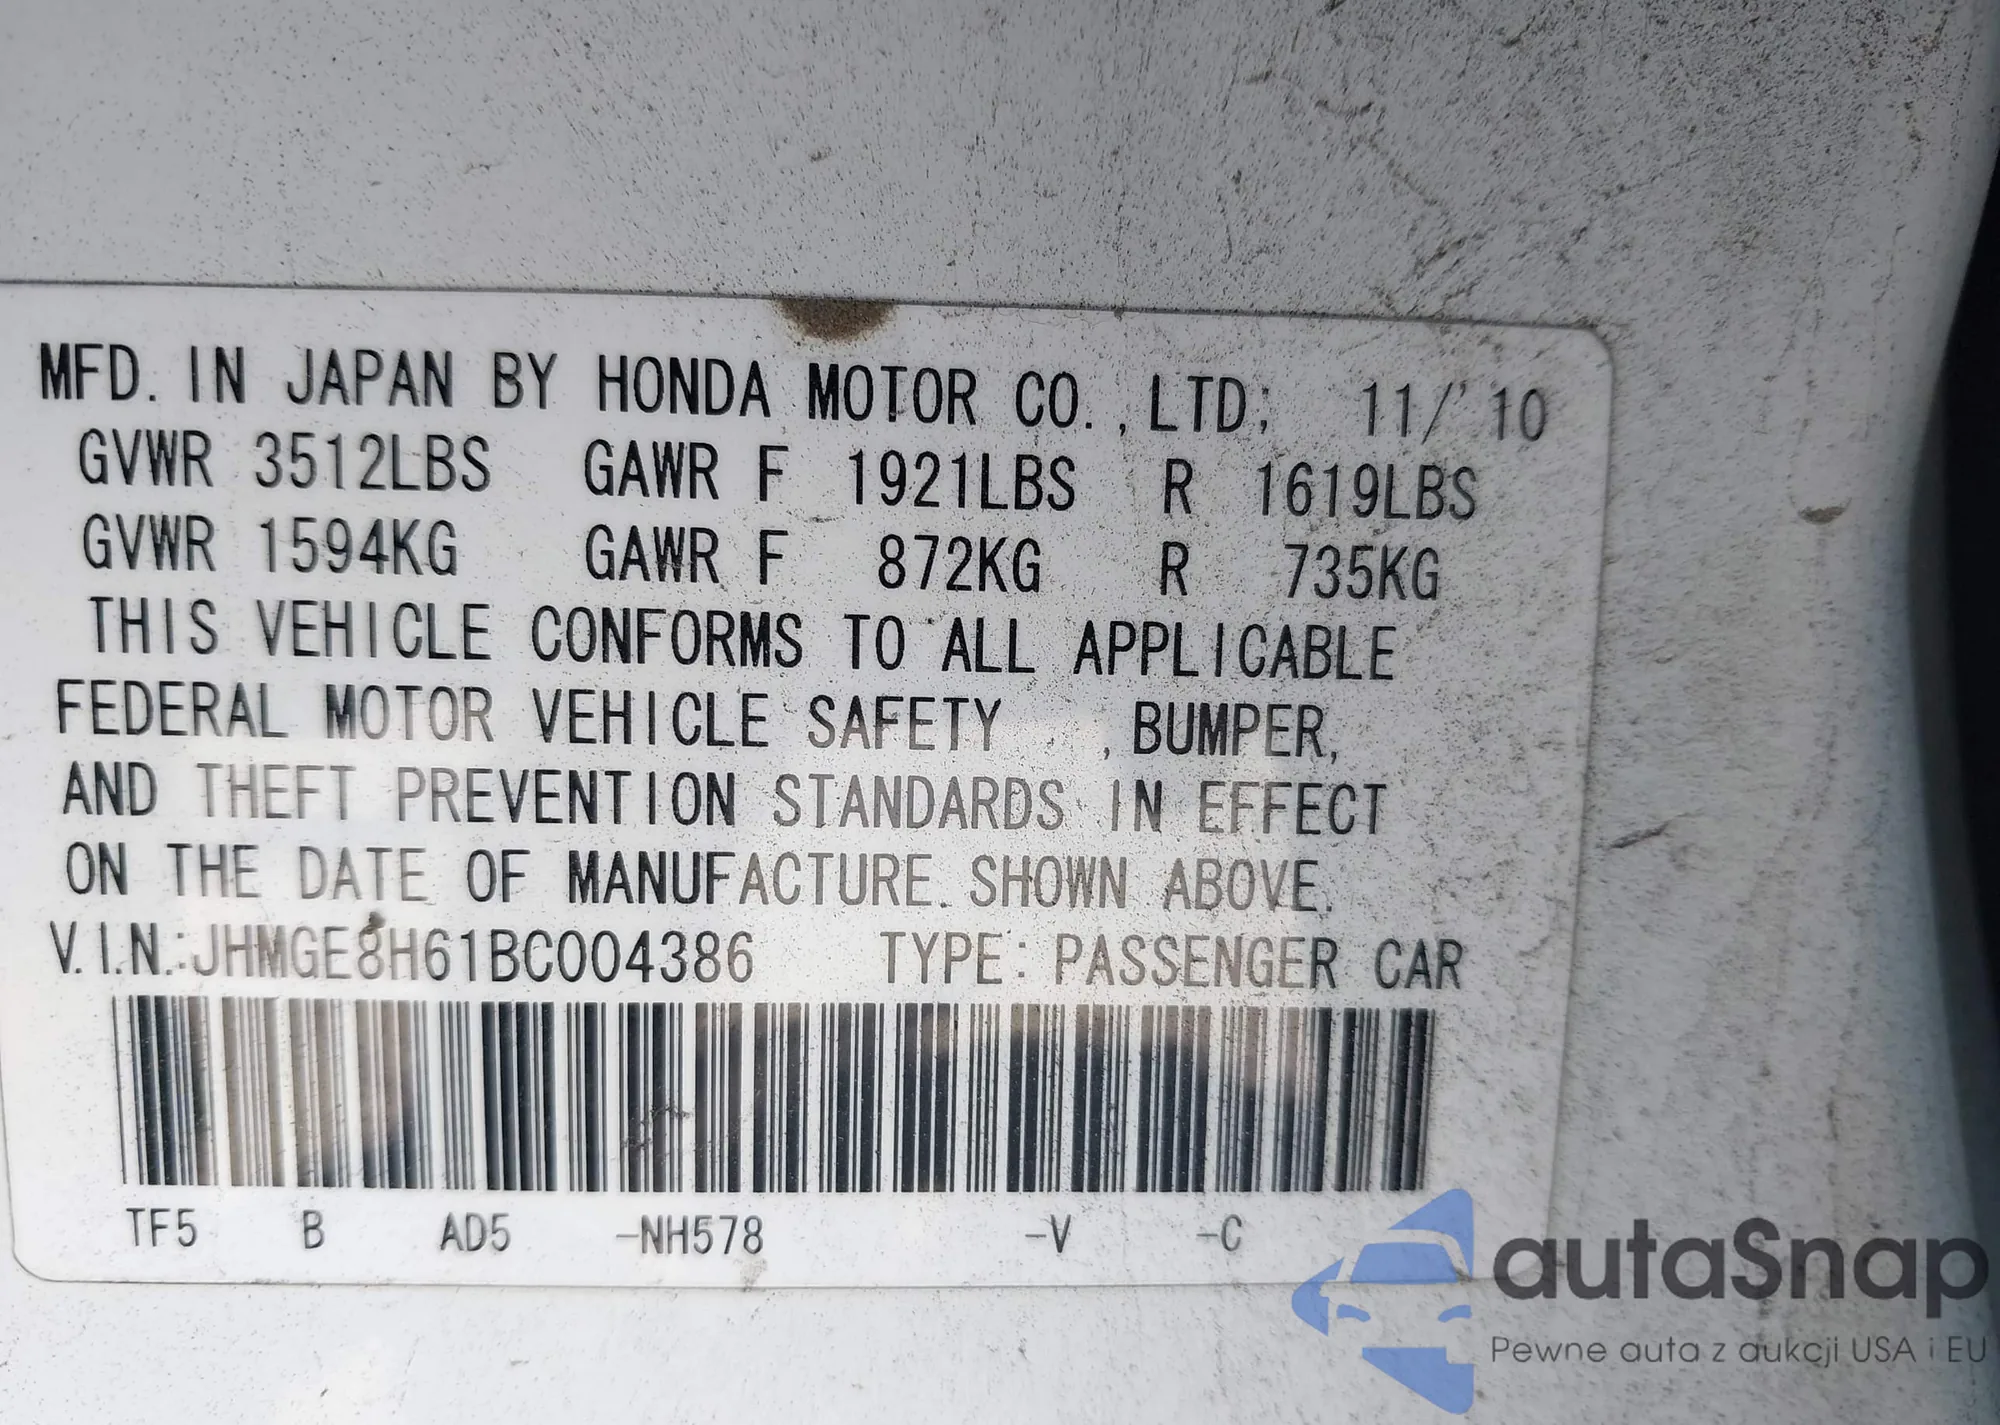 MFD. IN JAPAN BY HONDA MOTOR CO., LTD; 11/'10
GVWR 3512LBS GAWR F 1921LBS R 1619LBS
GVWR 1594KG GAWR F 872KG R 735KG
THIS VEHICLE CONFORMS TO ALL APPLICABLE
FEDERAL MOTOR VEHICLE SAFETY , BUMPER,
AND THEFT PREVENTION STANDARDS IN EFFECT
ON THE DATE OF MANUFACTURE SHOWN ABOVE.
V.I.N.:JHMGE8H61BC004386 TYPE: PASSENGER CAR
TF5 B AD5 -NH578 -V -C
autaSnap
Pewne auta z aukcji USA i EU